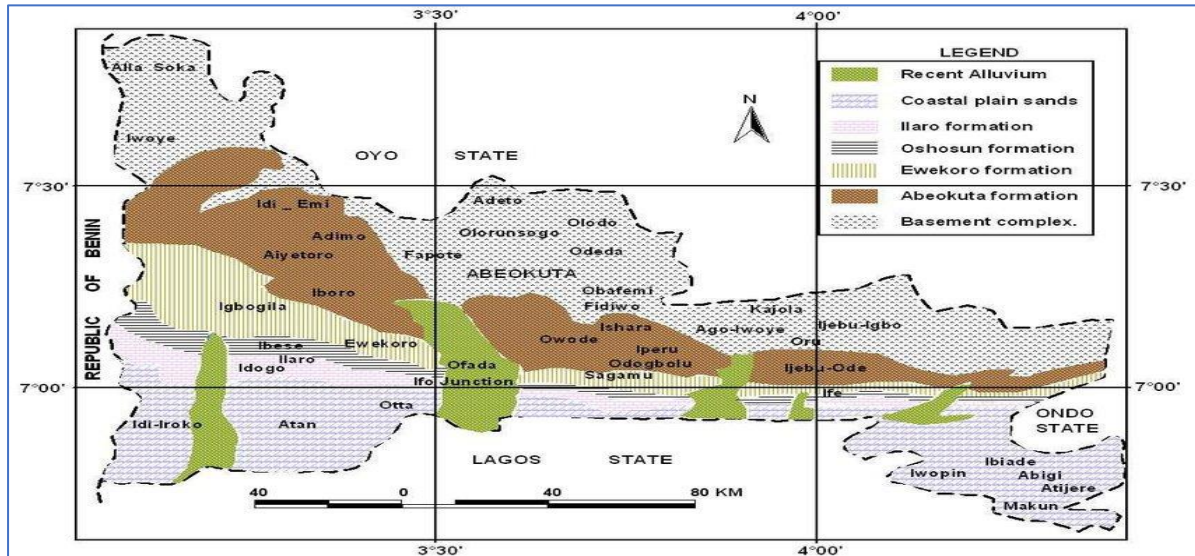 3°30'
4°00'
LEGEND
Recent Alluvium
Coastal plain sands
Ilaro formation
Oshosun formation
Ewekoro formation
Abeokuta formation
Basement complex.
N
Iwoye
OYO STATE
7°30'
7°30'
Idi _ Emi
Adeto
Olodo
Adimo
Olorunsogo
Aiyetoro
Fapote
Odeda
ABEOKUTA
REPUBLIC OF BENIN
Iboro
Obafemi
Igbogila
Fidiwo
Kajola
Ishara
Ago-Iwoye
Ijebu-Igbo
Ibese
Ewekoro
Owode
Oru
Ilaro
Iperu
Idogo
Ofada
Odogbolu
Ijebu-Ode
Ifo Junction
Sagamu
7°00'
7°00'
Ife
Otta
Idi-Iroko
Atan
ONDO
STATE
LAGOS STATE
Ibiade
Iwopin
Abigi
Atijere
Makun
40 0 40 80 KM
3°30'
4°00'